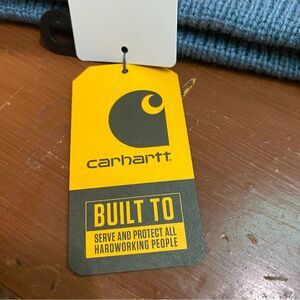 carhartt
BUILT TO
SERVE AND PROTECT ALL
HARDWORKING PEOPLE